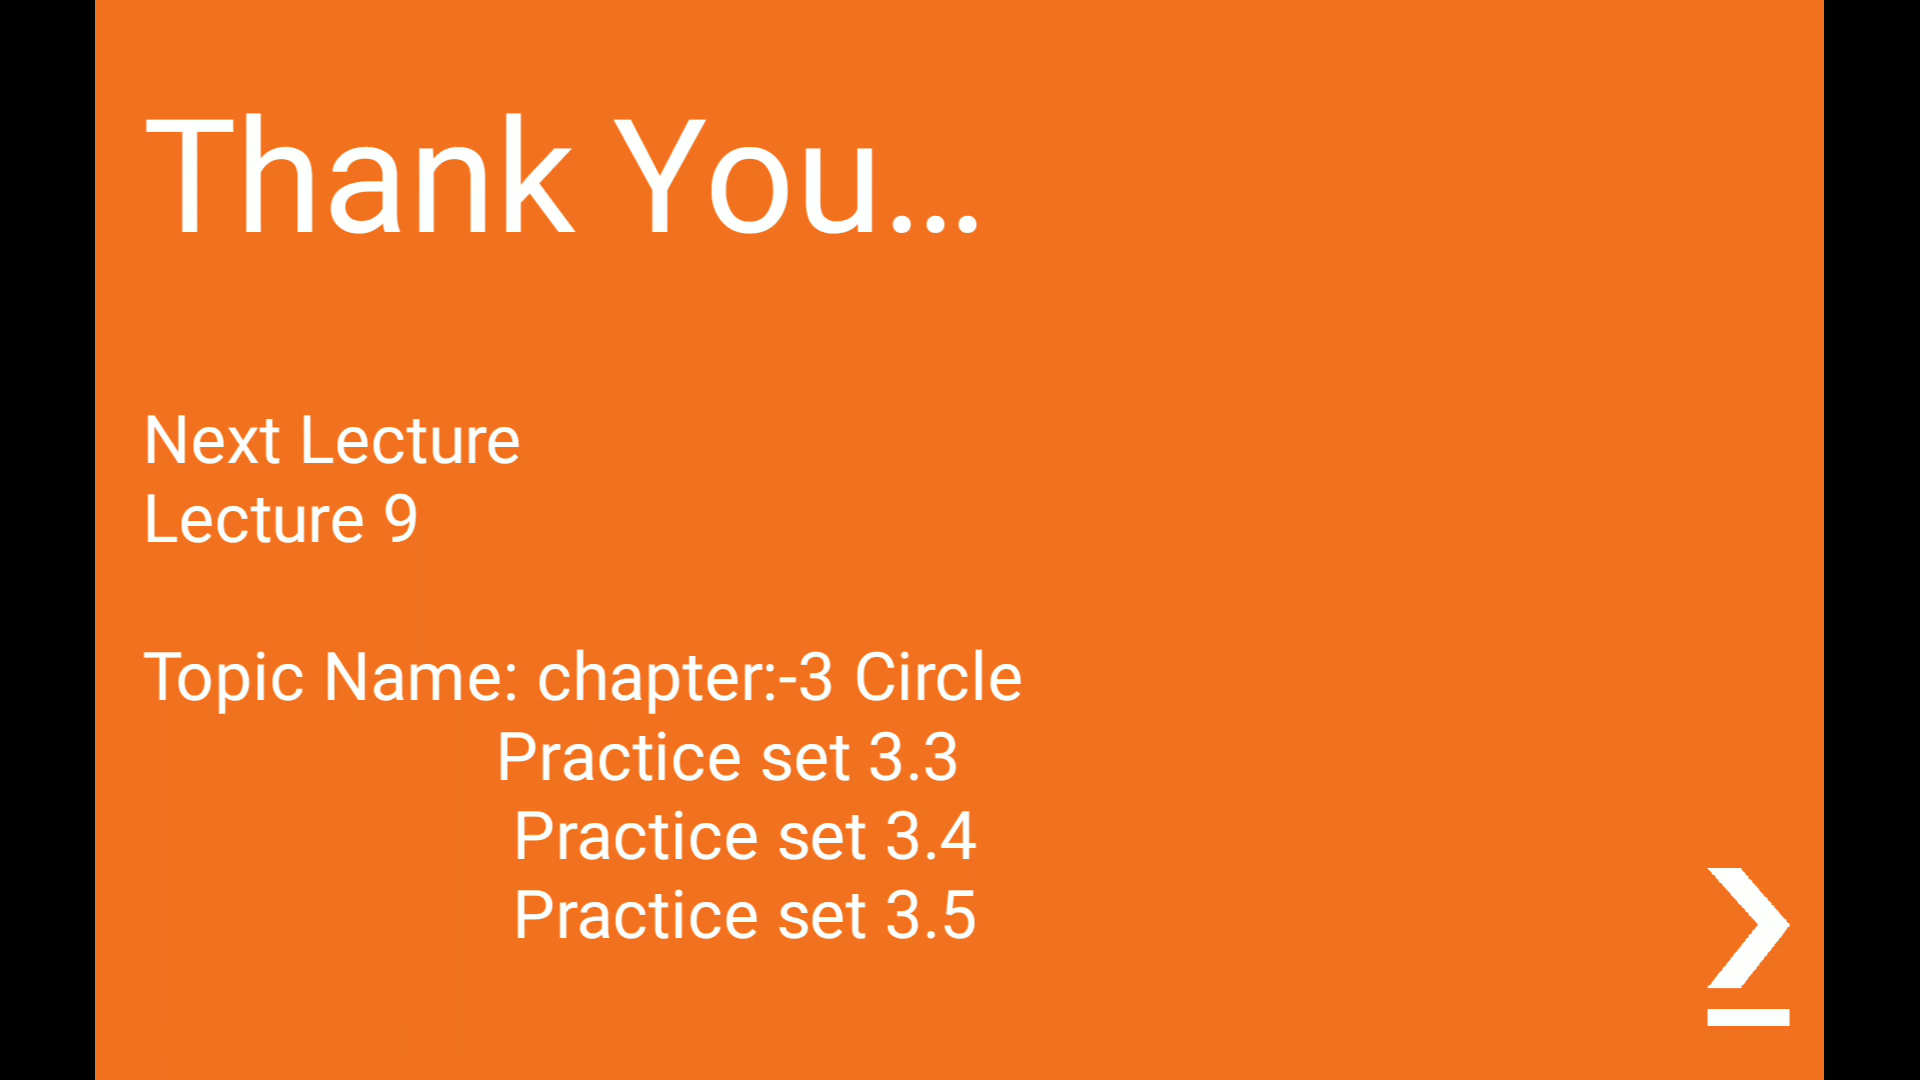 Thank You...
Next Lecture
Lecture 9
Topic Name: chapter:-3 Circle
Practice set 3.3
Practice set 3.4
Practice set 3.5